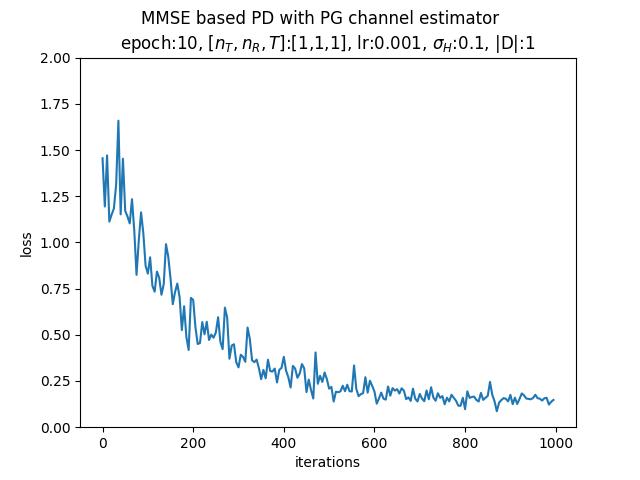 MMSE based PD with PG channel estimator
epoch:10, [n_T, n_R, T]:[1,1,1], lr:0.001, σ_H:0.1, |D|:1
2.00
1.75
1.50
1.25
1.00
0.75
0.50
0.25
0.00
loss
0 200 400 600 800 1000
iterations